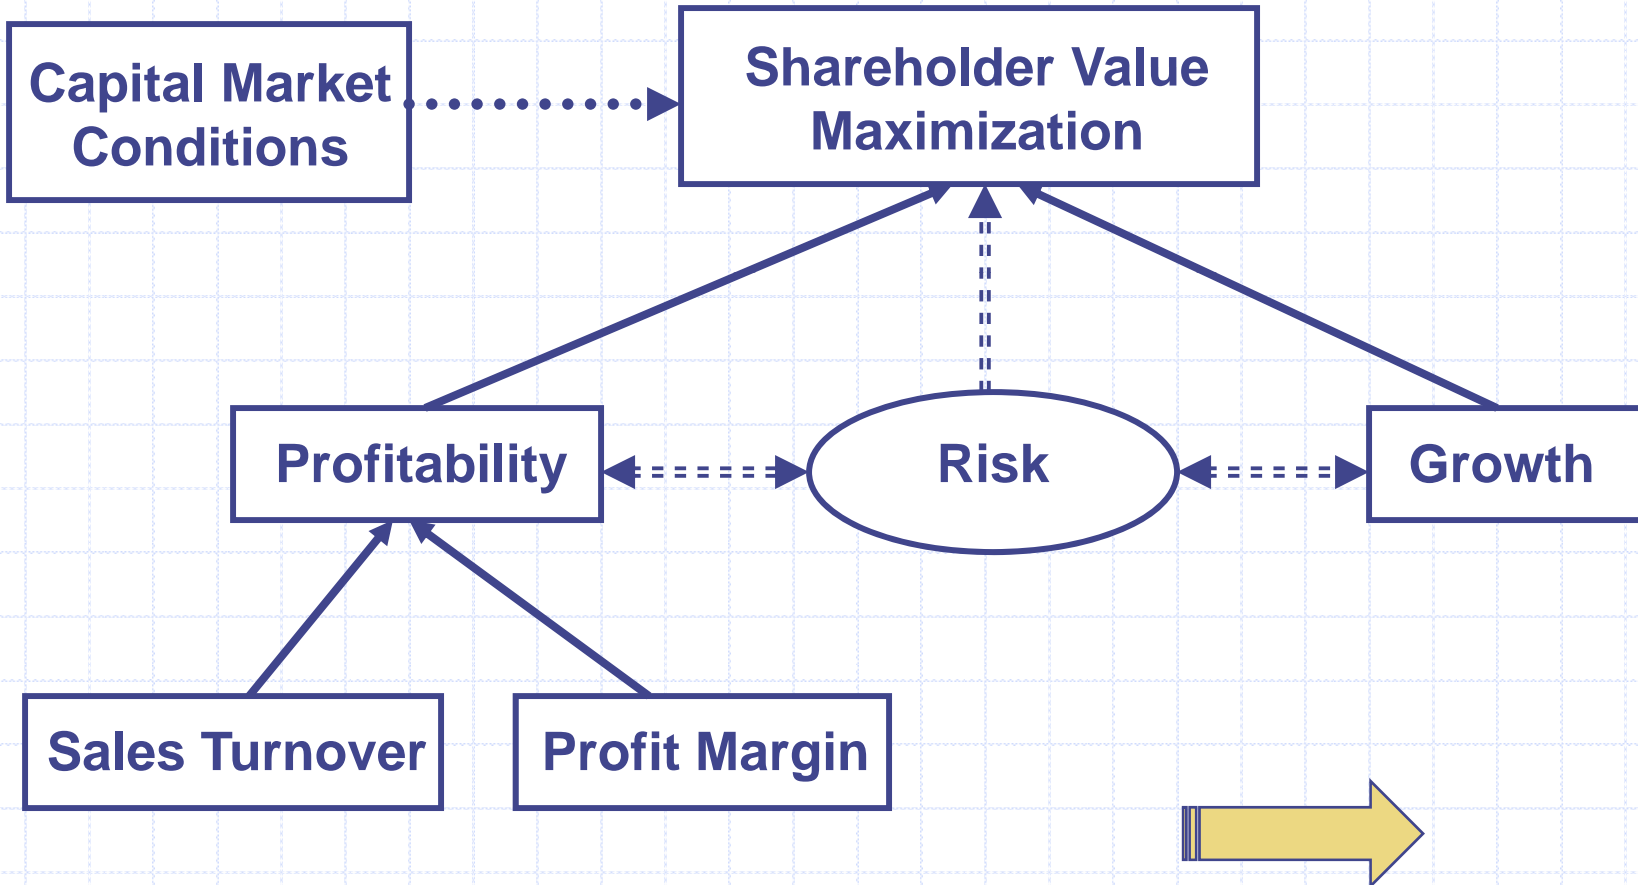 Capital Market
Conditions
Shareholder Value
Maximization
Profitability
Risk
Growth
Sales Turnover
Profit Margin